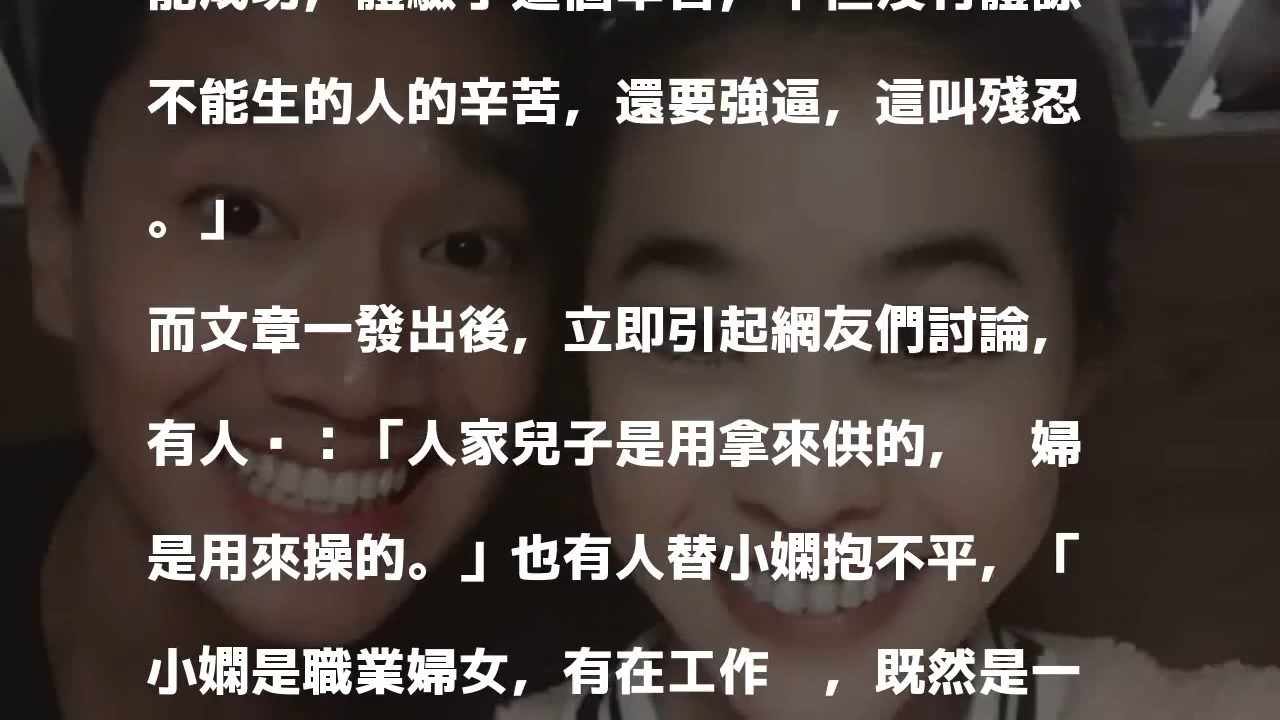 不能生的人的辛苦，還要強逼，這叫殘忍
。」
而文章一發出後，立即引起網友們討論，
有人· ：「人家兒子是用拿來供的，　婦
是用來操的。」也有人替小嫻抱不平，「
小嫻是職業婦女，有在工作　，既然是一